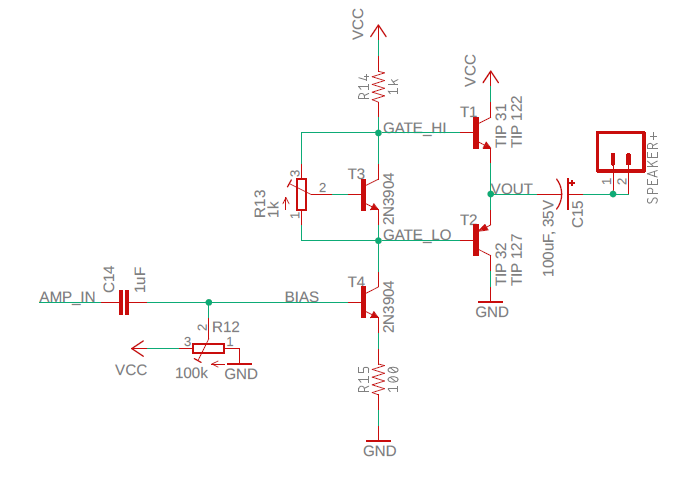 VCC
R14
1k
VCC
T1
GATE_HI
TIP 31
TIP 122
SPEAKER+
1
2
3
T3
2
R13
1k
1
2N3904
VOUT
100uF, 35V
C15
GATE_LO
T2
TIP 32
TIP 127
GND
C14
1uF
T4
AMP_IN
BIAS
2N3904
2
R12
3
1
VCC
100k
GND
R15
100
GND